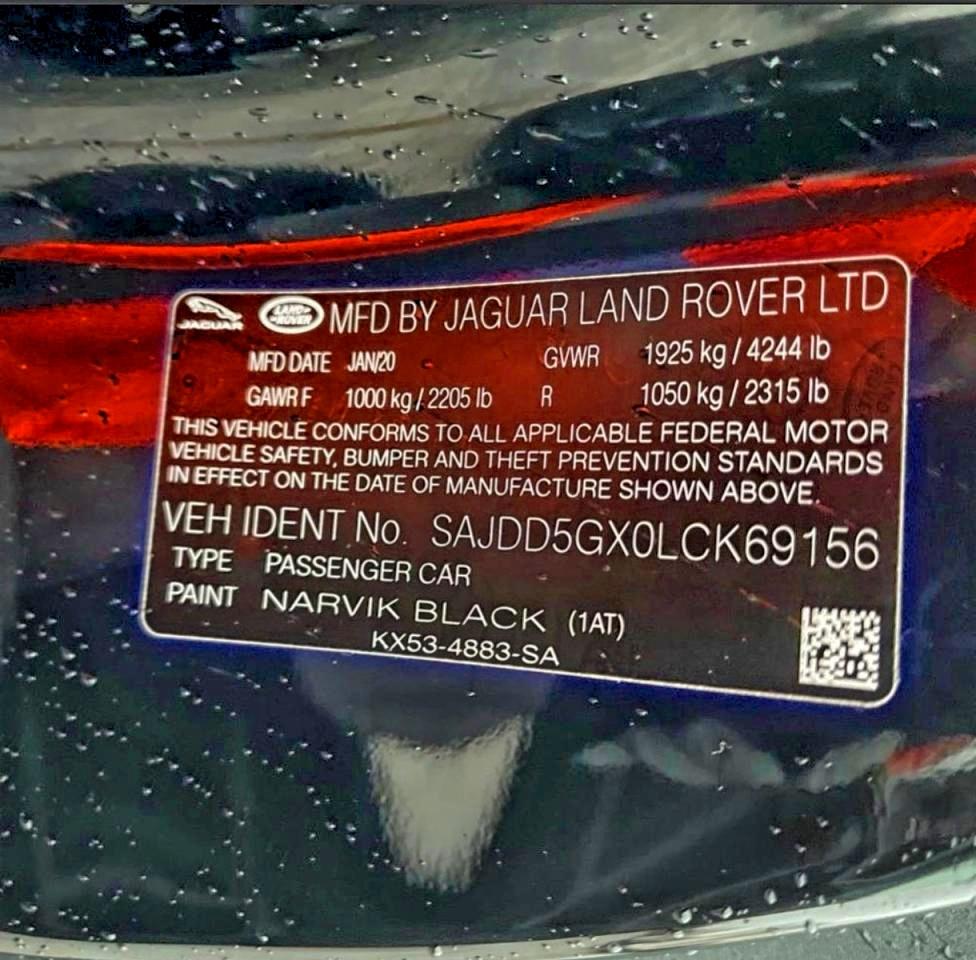 JAGUAR LAND ROVER MFD BY JAGUAR LAND ROVER LTD
MFD DATE JAN/20 GVWR 1925 kg / 4244 lb
GAWR F 1000 kg / 2205 lb R 1050 kg / 2315 lb
THIS VEHICLE CONFORMS TO ALL APPLICABLE FEDERAL MOTOR
VEHICLE SAFETY, BUMPER AND THEFT PREVENTION STANDARDS
IN EFFECT ON THE DATE OF MANUFACTURE SHOWN ABOVE.
VEH IDENT No. SAJDD5GX0LCK69156
TYPE PASSENGER CAR
PAINT NARVIK BLACK (1AT)
KX53-4883-SA